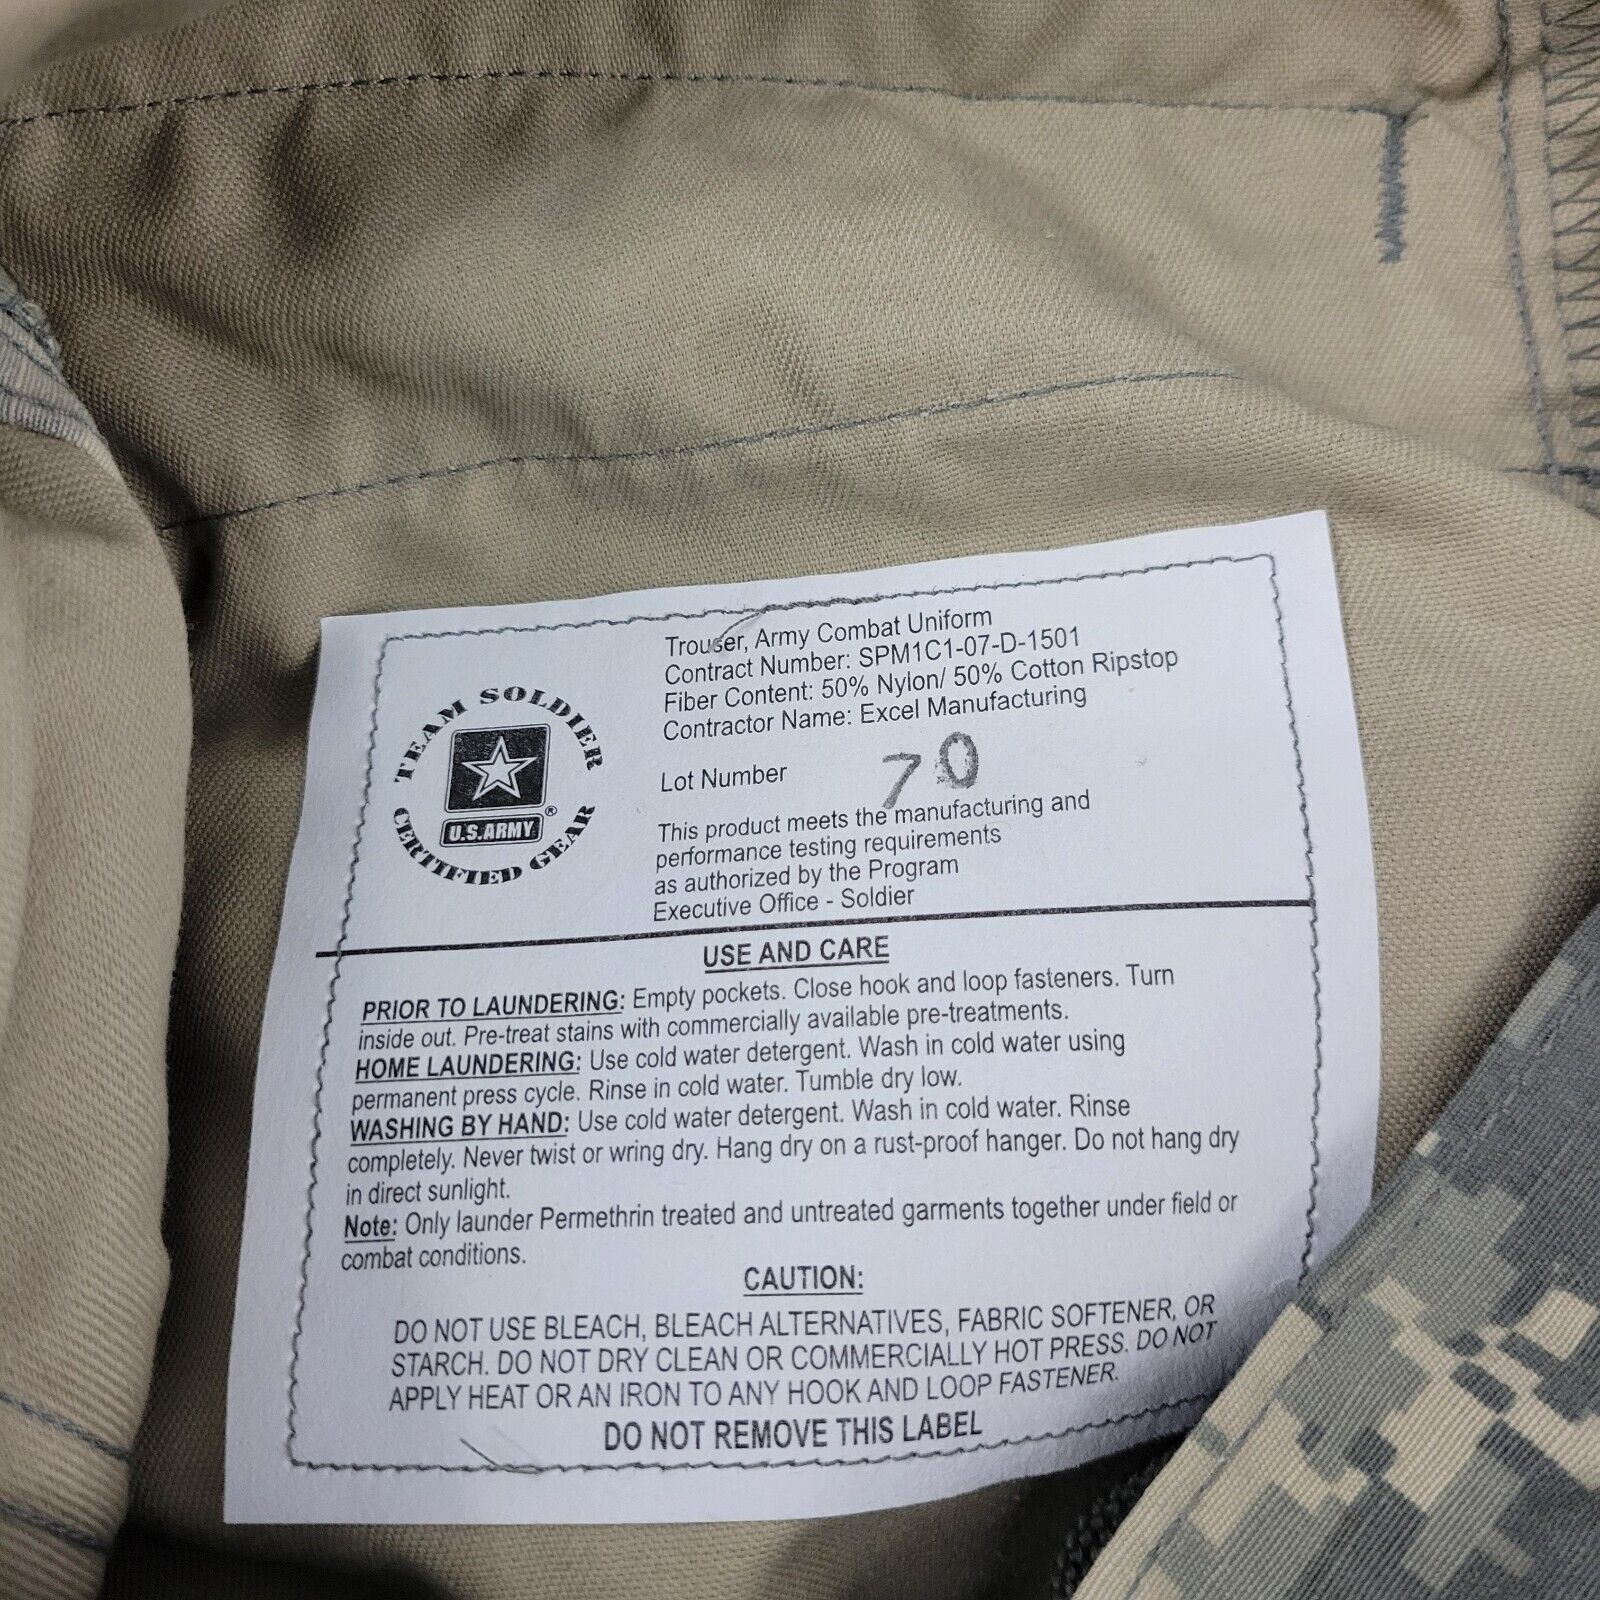 TEAM SOLDIER
U.S.ARMY ®
CERTIFIED GEAR
Trouser, Army Combat Uniform
Contract Number: SPM1C1-07-D-1501
Fiber Content: 50% Nylon/ 50% Cotton Ripstop
Contractor Name: Excel Manufacturing
Lot Number 70
This product meets the manufacturing and
performance testing requirements
as authorized by the Program
Executive Office - Soldier
USE AND CARE
PRIOR TO LAUNDERING: Empty pockets. Close hook and loop fasteners. Turn
inside out. Pre-treat stains with commercially available pre-treatments.
HOME LAUNDERING: Use cold water detergent. Wash in cold water using
permanent press cycle. Rinse in cold water. Tumble dry low.
WASHING BY HAND: Use cold water detergent. Wash in cold water. Rinse
completely. Never twist or wring dry. Hang dry on a rust-proof hanger. Do not hang dry
in direct sunlight.
Note: Only launder Permethrin treated and untreated garments together under field or
combat conditions.
CAUTION:
DO NOT USE BLEACH, BLEACH ALTERNATIVES, FABRIC SOFTENER, OR
STARCH. DO NOT DRY CLEAN OR COMMERCIALLY HOT PRESS. DO NOT
APPLY HEAT OR AN IRON TO ANY HOOK AND LOOP FASTENER.
DO NOT REMOVE THIS LABEL